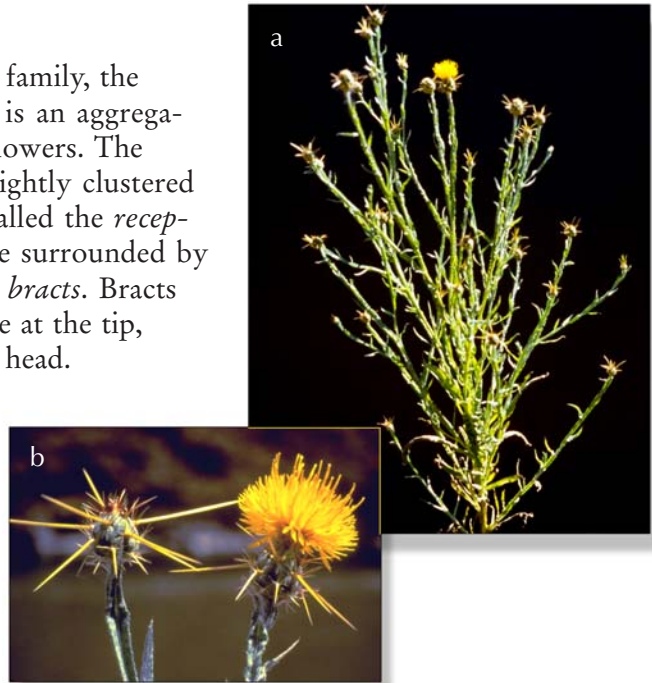 family, the
is an aggrega-
lowers. The
ightly clustered
alled the recep-
e surrounded by
bracts. Bracts
e at the tip,
head.
a
b